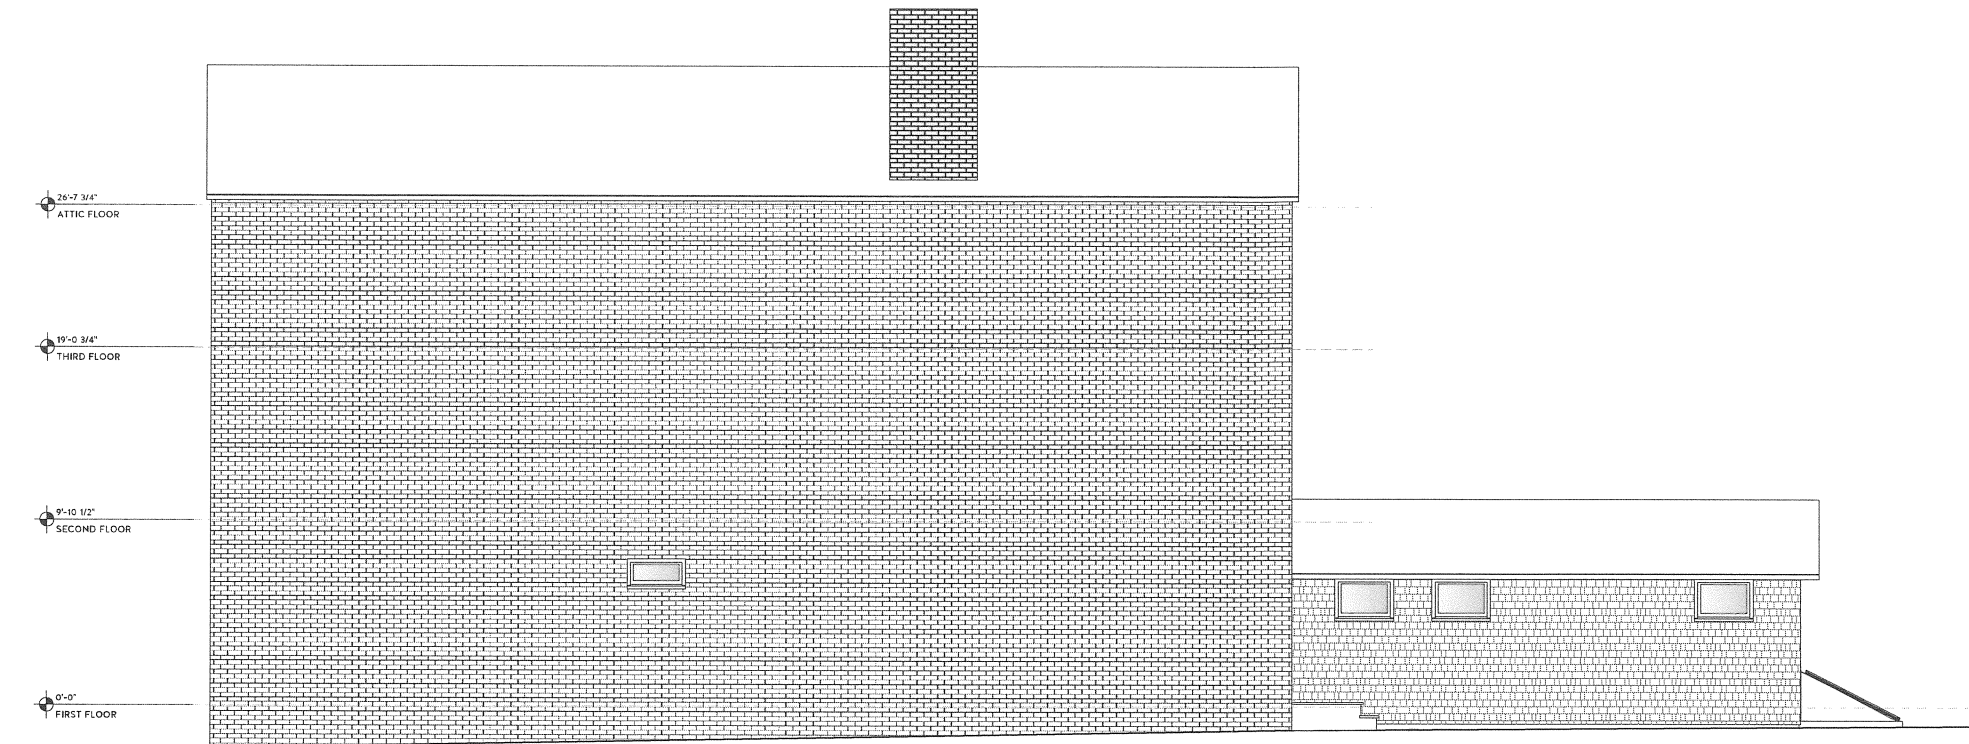 26'-7 3/4"
ATTIC FLOOR
19'-0 3/4"
THIRD FLOOR
9'-10 1/2"
SECOND FLOOR
0'-0"
FIRST FLOOR